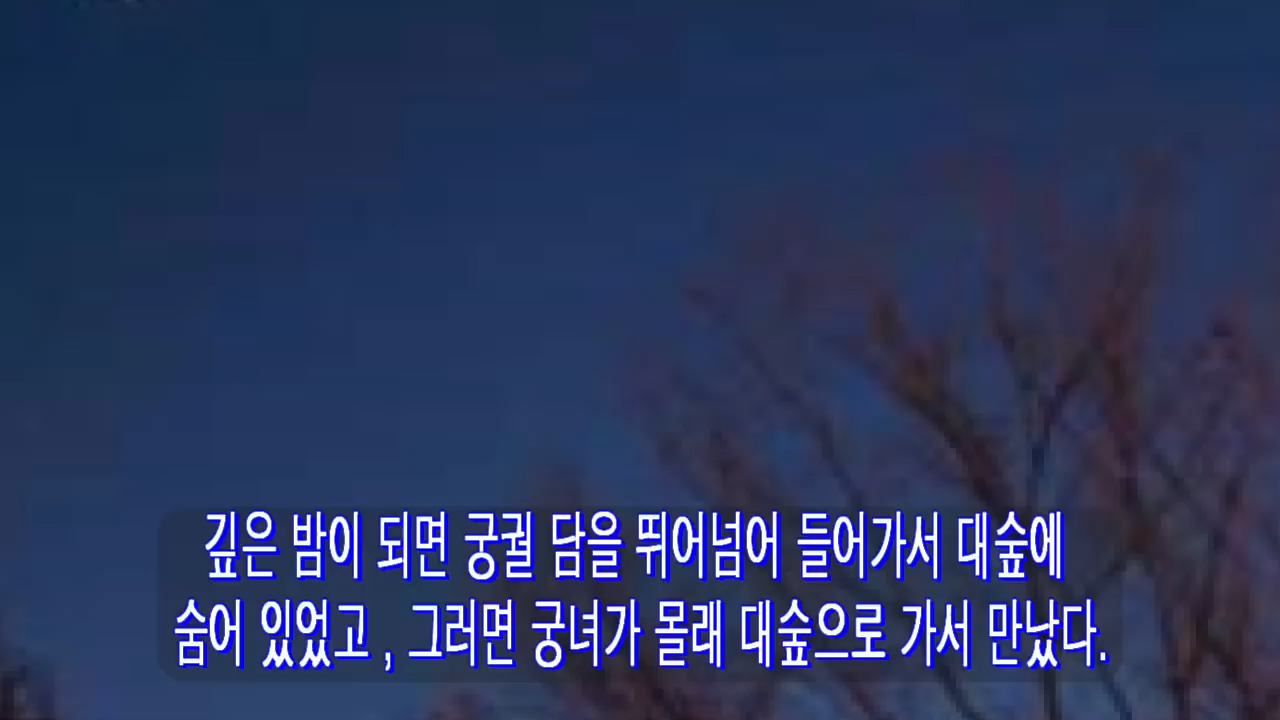 깊은 밤이 되면 궁궐 담을 뛰어넘어 들어가서 대숲에
숨어 있었고, 그러면 궁녀가 몰래 대숲으로 가서 만났다.